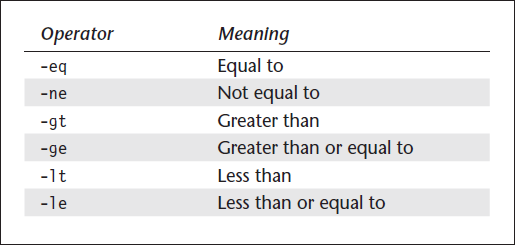 Operator Meaning
-eq Equal to
-ne Not equal to
-gt Greater than
-ge Greater than or equal to
-lt Less than
-le Less than or equal to